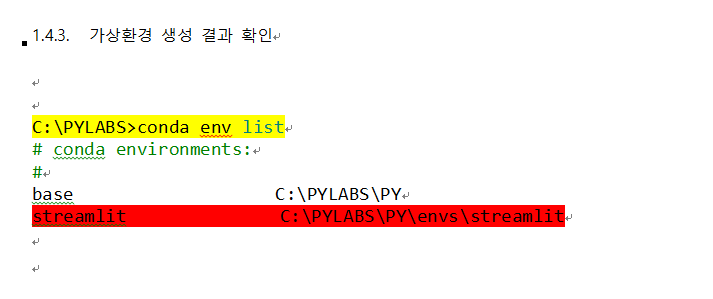 1.4.3. 가상환경 생성 결과 확인
C:\PYLABS>conda env list
# conda environments:
#
base C:\PYLABS\PY
streamlit C:\PYLABS\PY\envs\streamlit